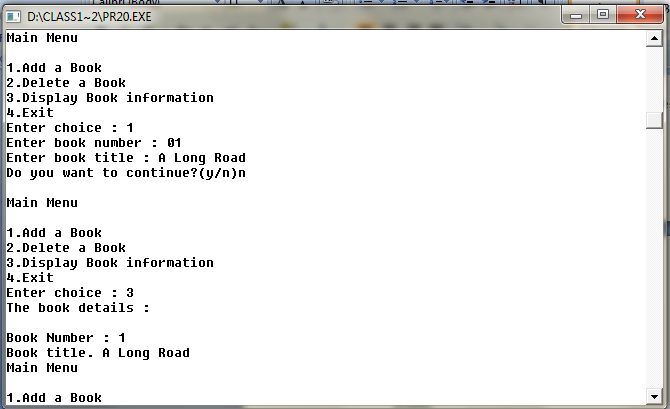 D:\CLASS1~2\PR20.EXE
Main Menu
1.Add a Book
2.Delete a Book
3.Display Book information
4.Exit
Enter choice : 1
Enter book number : 01
Enter book title : A Long Road
Do you want to continue?(y/n)n
Main Menu
1.Add a Book
2.Delete a Book
3.Display Book information
4.Exit
Enter choice : 3
The book details :
Book Number : 1
Book title. A Long Road
Main Menu
1.Add a Book